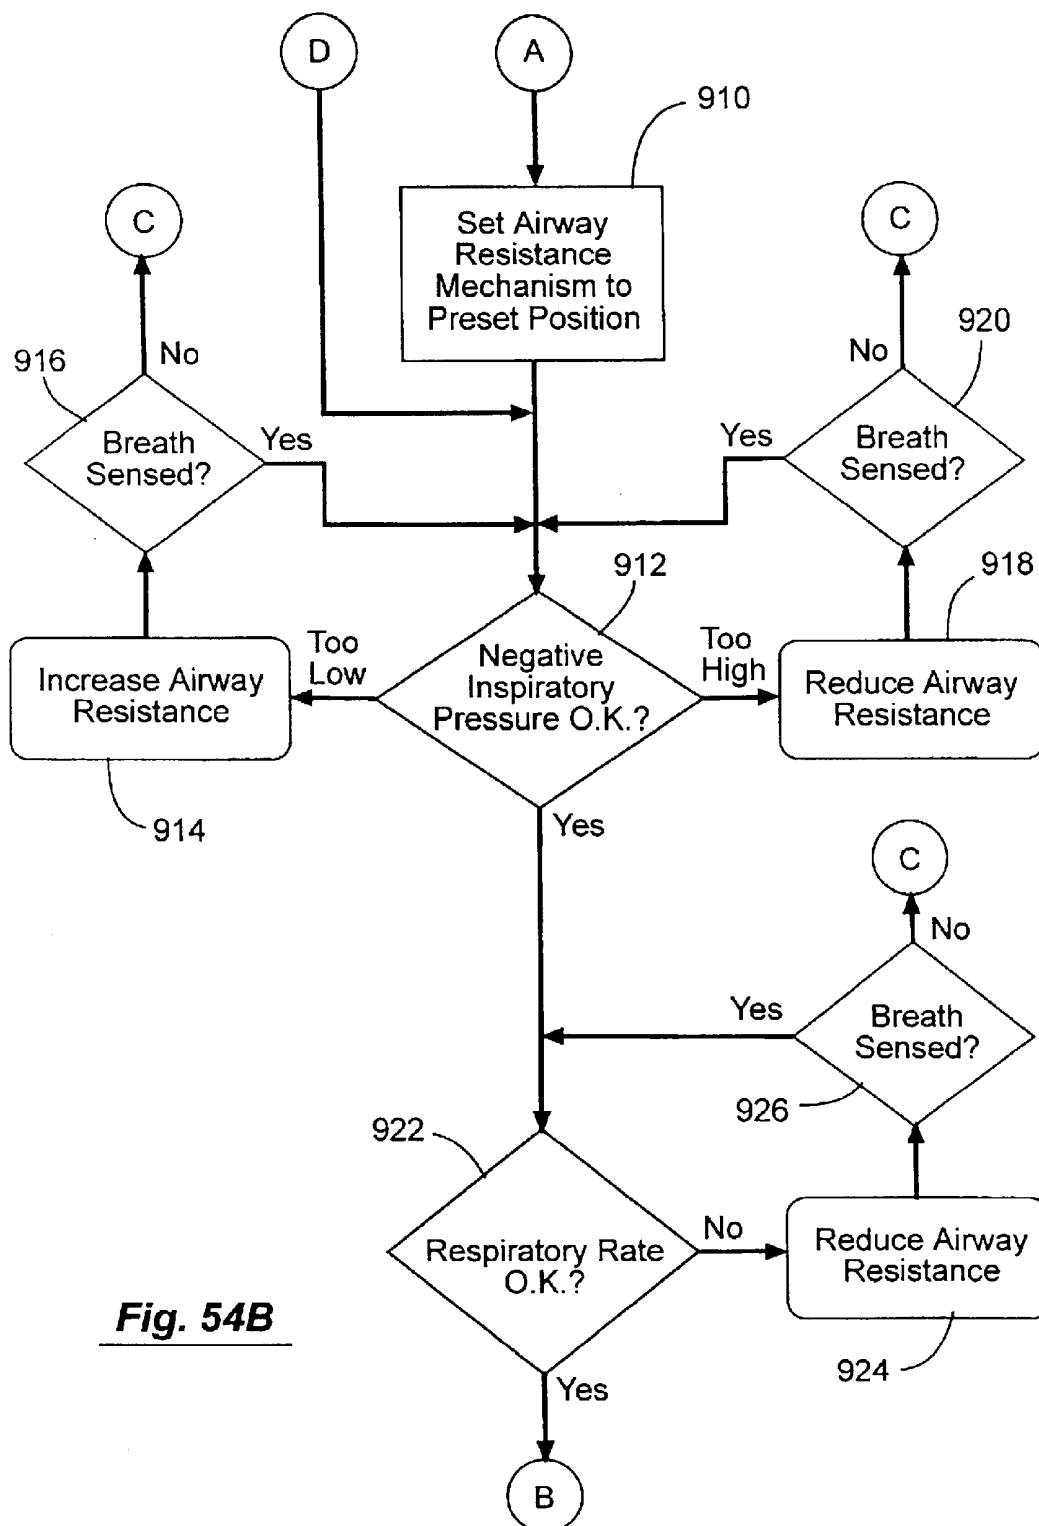 D
A
910
Set Airway
Resistance
Mechanism to
Preset Position
C
C
916
No
No
920
Breath
Sensed?
Yes
Yes
Breath
Sensed?
912
918
Increase Airway
Resistance
Too
Low
Negative
Inspiratory
Pressure O.K.?
Too
High
Reduce Airway
Resistance
914
Yes
C
No
Yes
Breath
Sensed?
926
922
Respiratory Rate
O.K.?
No
Reduce Airway
Resistance
924
Fig. 54B
Yes
B